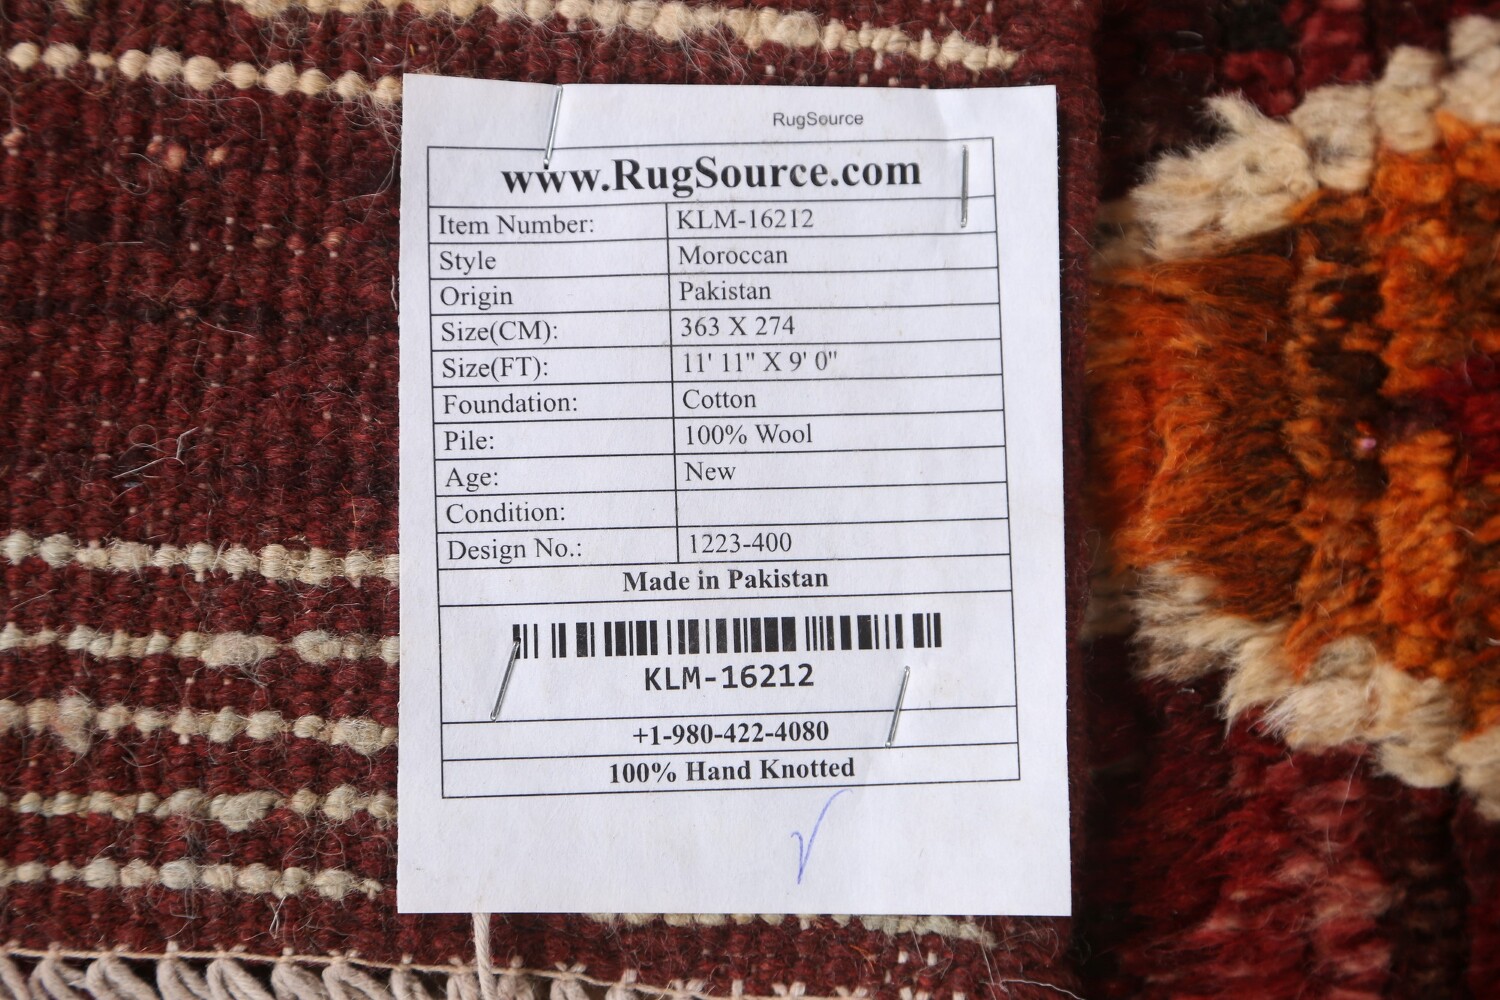 RugSource
www.RugSource.com
Item Number: KLM-16212
Style Moroccan
Origin Pakistan
Size(CM): 363 X 274
Size(FT): 11' 11" X 9' 0"
Foundation: Cotton
Pile: 100% Wool
Age: New
Condition:
Design No.: 1223-400
Made in Pakistan
KLM-16212
+1-980-422-4080
100% Hand Knotted